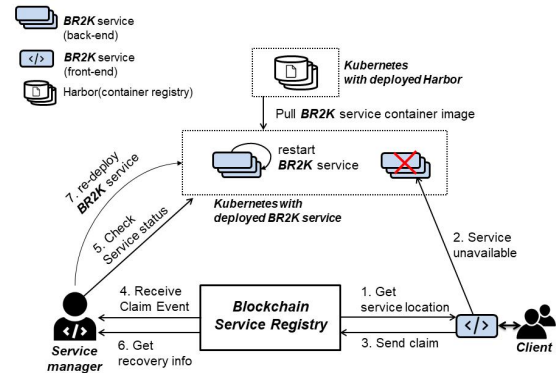 BR2K service
(back-end)
BR2K service
(front-end)
Harbor(container registry)
Kubernetes
with deployed Harbor
Pull BR2K service container image
restart
BR2K service
Kubernetes with
deployed BR2K service
7. re-deploy
BR2K service
5. Check
Service status
2. Service
unavailable
4. Receive
Claim Event
Blockchain
Service Registry
1. Get
service location
6. Get
recovery info
3. Send claim
</>
</>
</>
Service
manager
Client